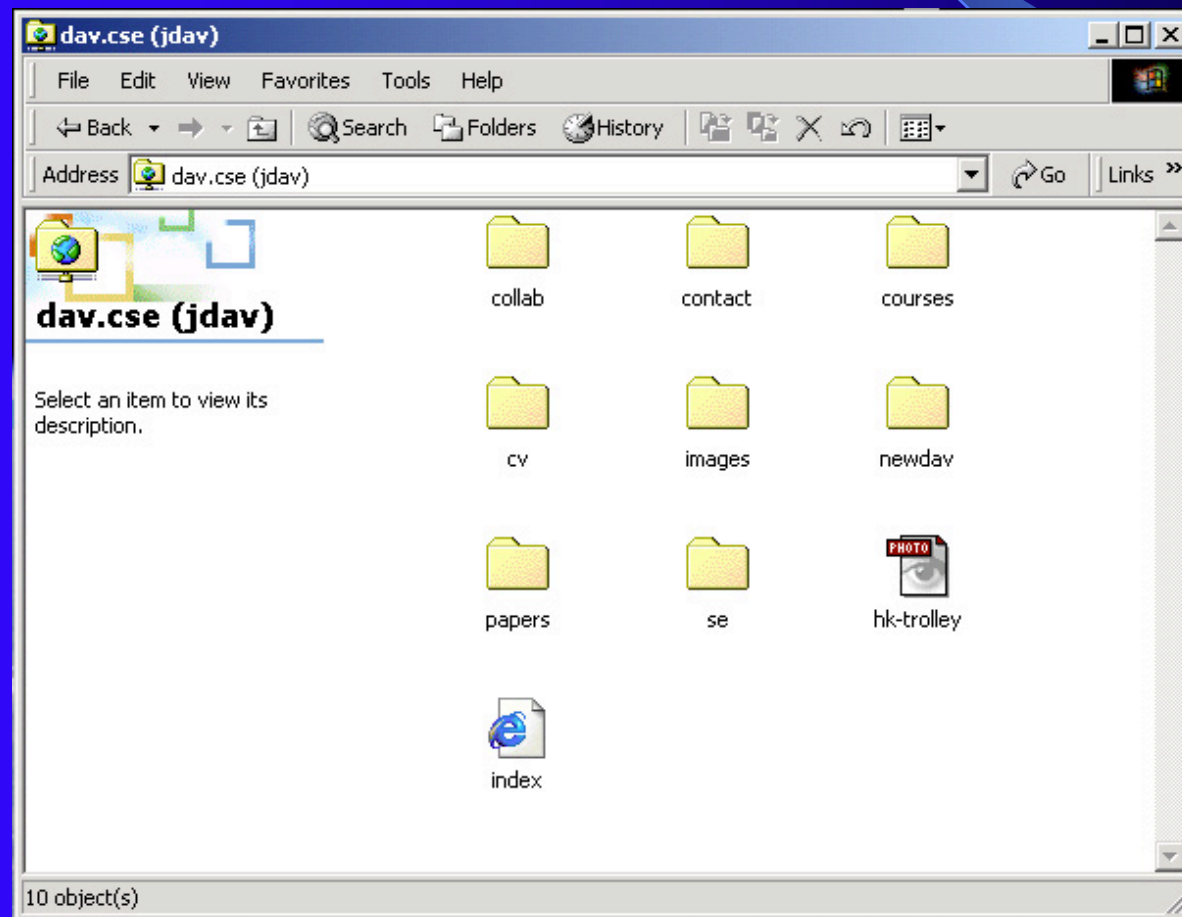 dav.cse (jdav)
File Edit View Favorites Tools Help
Back Search Folders History
Address dav.cse (jdav) Go Links »
dav.cse (jdav)
Select an item to view its
description.
collab contact courses
cv images newdav
PHOTO
papers se hk-trolley
index
10 object(s)